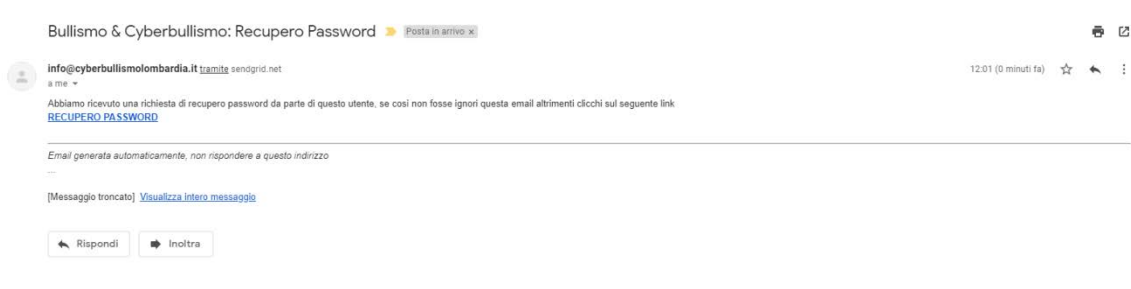 Bullismo & Cyberbullismo: Recupero Password Posta in arrivo x
info@cyberbullismolombardia.it tramite sendgrid.net 12:01 (0 minuti fa)
a me
Abbiamo ricevuto una richiesta di recupero password da parte di questo utente, se cosi non fosse ignori questa email altrimenti clicchi sul seguente link
RECUPERO PASSWORD
Email generata automaticamente, non rispondere a questo indirizzo
...
[Messaggio troncato] Visualizza intero messaggio
Rispondi Inoltra